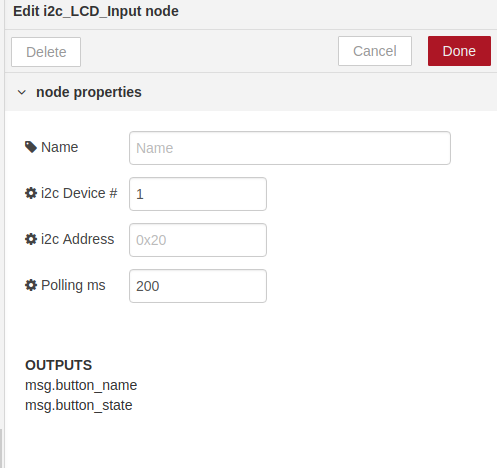 Edit i2c_LCD_Input node
Delete
Cancel
Done
node properties
Name
Name
i2c Device #
1
i2c Address
0x20
Polling ms
200
OUTPUTS
msg.button_name
msg.button_state